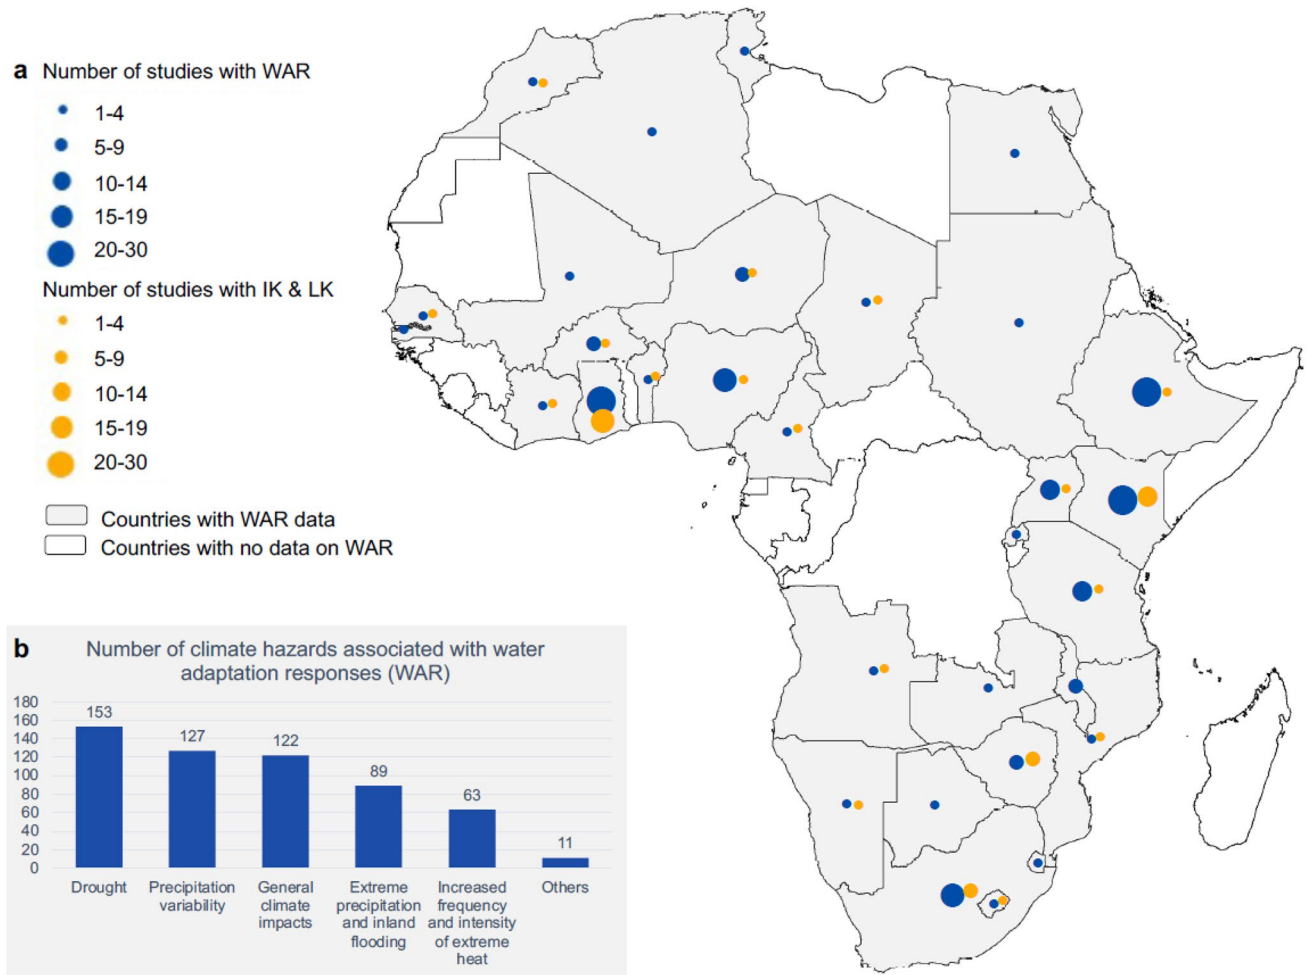 a Number of studies with WAR
1-4
5-9
10-14
15-19
20-30
Number of studies with IK & LK
1-4
5-9
10-14
15-19
20-30
Countries with WAR data
Countries with no data on WAR
b Number of climate hazards associated with water
adaptation responses (WAR)
180
160
140
120
100
80
60
40
20
0
153
127
122
89
63
11
Drought
Precipitation
variability
General
climate
impacts
Extreme
precipitation
and inland
flooding
Increased
frequency
and intensity
of extreme
heat
Others